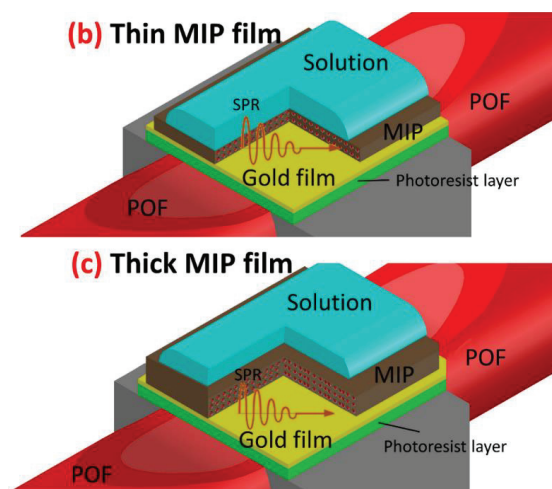 (b) Thin MIP film
Solution
POF
SPR
MIP
Gold film
Photoresist layer
POF
(c) Thick MIP film
Solution
POF
SPR
MIP
Gold film
Photoresist layer
POF